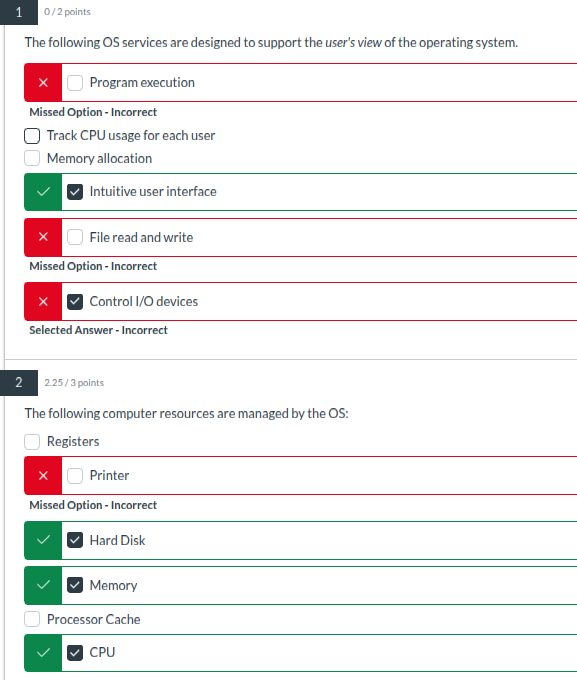 1 0 / 2 points
The following OS services are designed to support the user's view of the operating system.
Program execution
Missed Option - Incorrect
Track CPU usage for each user
Memory allocation
Intuitive user interface
File read and write
Missed Option - Incorrect
Control I/O devices
Selected Answer - Incorrect
2 2.25 / 3 points
The following computer resources are managed by the OS:
Registers
Printer
Missed Option - Incorrect
Hard Disk
Memory
Processor Cache
CPU